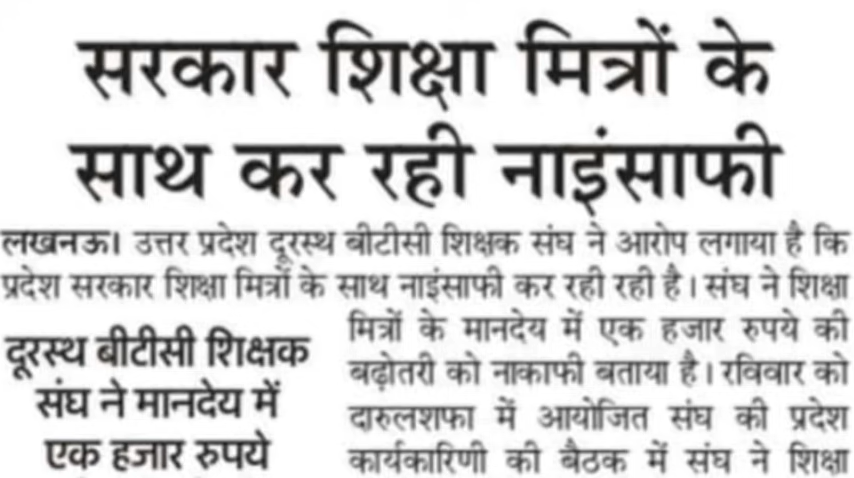 सरकार शिक्षा मित्रों के
साथ कर रही नाइंसाफी
लखनऊ। उत्तर प्रदेश दूरस्थ बीटीसी शिक्षक संघ ने आरोप लगाया है कि
प्रदेश सरकार शिक्षा मित्रों के साथ नाइंसाफी कर रही रही है। संघ ने शिक्षा
दूरस्थ बीटीसी शिक्षक
संघ ने मानदेय में
एक हजार रुपये
मित्रों के मानदेय में एक हजार रुपये की
बढ़ोतरी को नाकाफी बताया है। रविवार को
दारुलशफा में आयोजित संघ की प्रदेश
कार्यकारिणी की बैठक में संघ ने शिक्षा